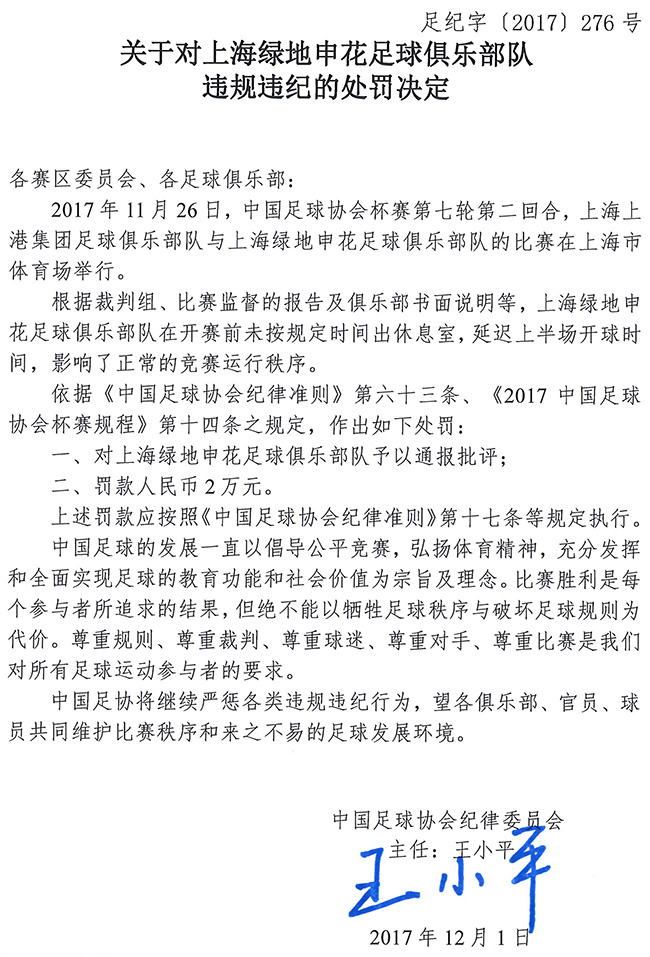 足纪字〔2017〕276 号
关于对上海绿地申花足球俱乐部队
违规违纪的处罚决定
各赛区委员会、各足球俱乐部：
2017 年 11 月 26 日，中国足球协会杯赛第七轮第二回合，上海上
港集团足球俱乐部队与上海绿地申花足球俱乐部队的比赛在上海市
体育场举行。
根据裁判组、比赛监督的报告及俱乐部书面说明等，上海绿地申
花足球俱乐部队在开赛前未按规定时间出休息室，延迟上半场开球时
间，影响了正常的竞赛运行秩序。
依据《中国足球协会纪律准则》第六十三条、《2017 中国足球
协会杯赛规程》第十四条之规定，作出如下处罚：
一、对上海绿地申花足球俱乐部队予以通报批评；
二、罚款人民币 2 万元。
上述罚款应按照《中国足球协会纪律准则》第十七条等规定执行。
中国足球的发展一直以倡导公平竞赛，弘扬体育精神，充分发挥
和全面实现足球的教育功能和社会价值为宗旨及理念。比赛胜利是每
个参与者所追求的结果，但绝不能以牺牲足球秩序与破坏足球规则为
代价。尊重规则、尊重裁判、尊重球迷、尊重对手、尊重比赛是我们
对所有足球运动参与者的要求。
中国足协将继续严惩各类违规违纪行为，望各俱乐部、官员、球
员共同维护比赛秩序和来之不易的足球发展环境。
中国足球协会纪律委员会
主任：王小平
王小平
2017 年 12 月 1 日